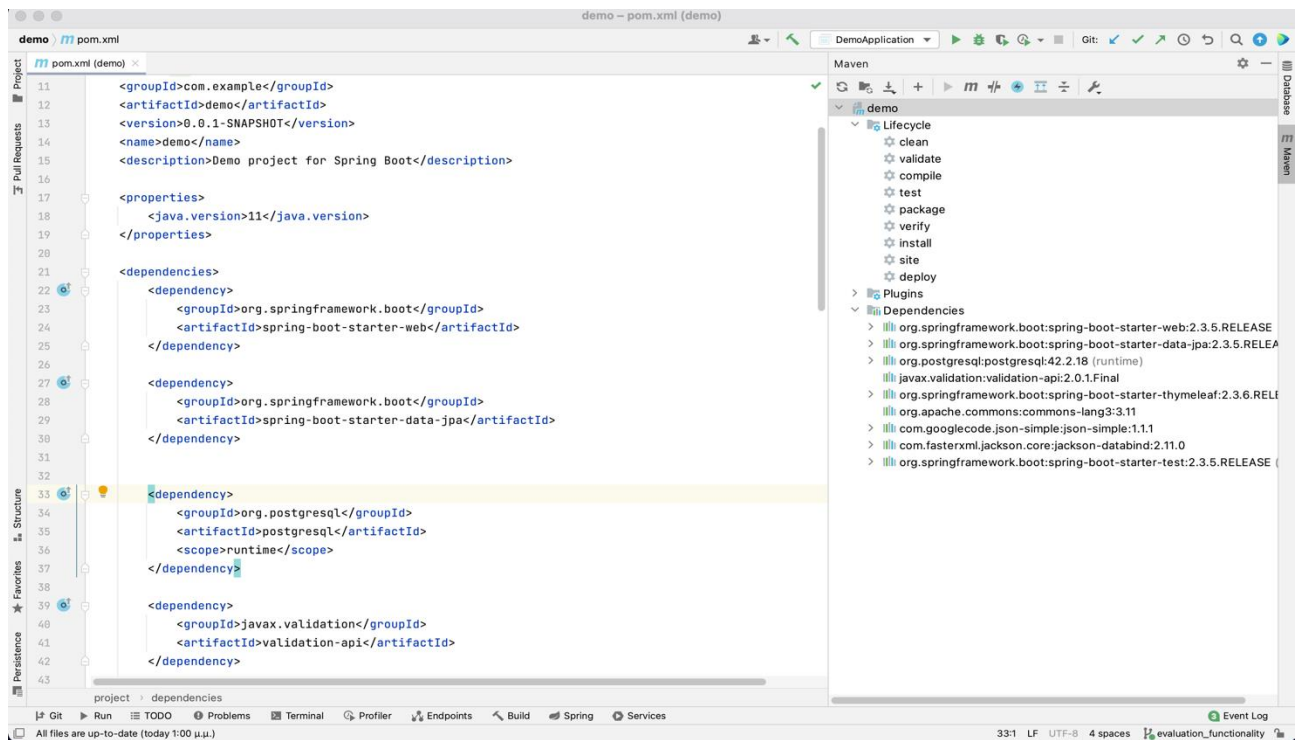 demo – pom.xml (demo)
demo pom.xml
DemoApplication
Git:
Project
Pull Requests
Structure
Favorites
Persistence
pom.xml (demo)
11 <groupId>com.example</groupId>
12 <artifactId>demo</artifactId>
13 <version>0.0.1-SNAPSHOT</version>
14 <name>demo</name>
15 <description>Demo project for Spring Boot</description>
16
17 <properties>
18 <java.version>11</java.version>
19 </properties>
20
21 <dependencies>
22 <dependency>
23 <groupId>org.springframework.boot</groupId>
24 <artifactId>spring-boot-starter-web</artifactId>
25 </dependency>
26
27 <dependency>
28 <groupId>org.springframework.boot</groupId>
29 <artifactId>spring-boot-starter-data-jpa</artifactId>
30 </dependency>
31
32
33 <dependency>
34 <groupId>org.postgresql</groupId>
35 <artifactId>postgresql</artifactId>
36 <scope>runtime</scope>
37 </dependency>
38
39 <dependency>
40 <groupId>javax.validation</groupId>
41 <artifactId>validation-api</artifactId>
42 </dependency>
43
project dependencies
Maven
demo
Lifecycle
clean
validate
compile
test
package
verify
install
site
deploy
Plugins
Dependencies
org.springframework.boot:spring-boot-starter-web:2.3.5.RELEASE
org.springframework.boot:spring-boot-starter-data-jpa:2.3.5.RELEA
org.postgresql:postgresql:42.2.18 (runtime)
javax.validation:validation-api:2.0.1.Final
org.springframework.boot:spring-boot-starter-thymeleaf:2.3.6.RELE
org.apache.commons:commons-lang3:3.11
com.googlecode.json-simple:json-simple:1.1.1
com.fasterxml.jackson.core:jackson-databind:2.11.0
org.springframework.boot:spring-boot-starter-test:2.3.5.RELEASE (
Database
Maven
Git Run TODO Problems Terminal Profiler Endpoints Build Spring Services 3 Event Log
All files are up-to-date (today 1:00 μ.μ.) 33:1 LF UTF-8 4 spaces evaluation_functionality